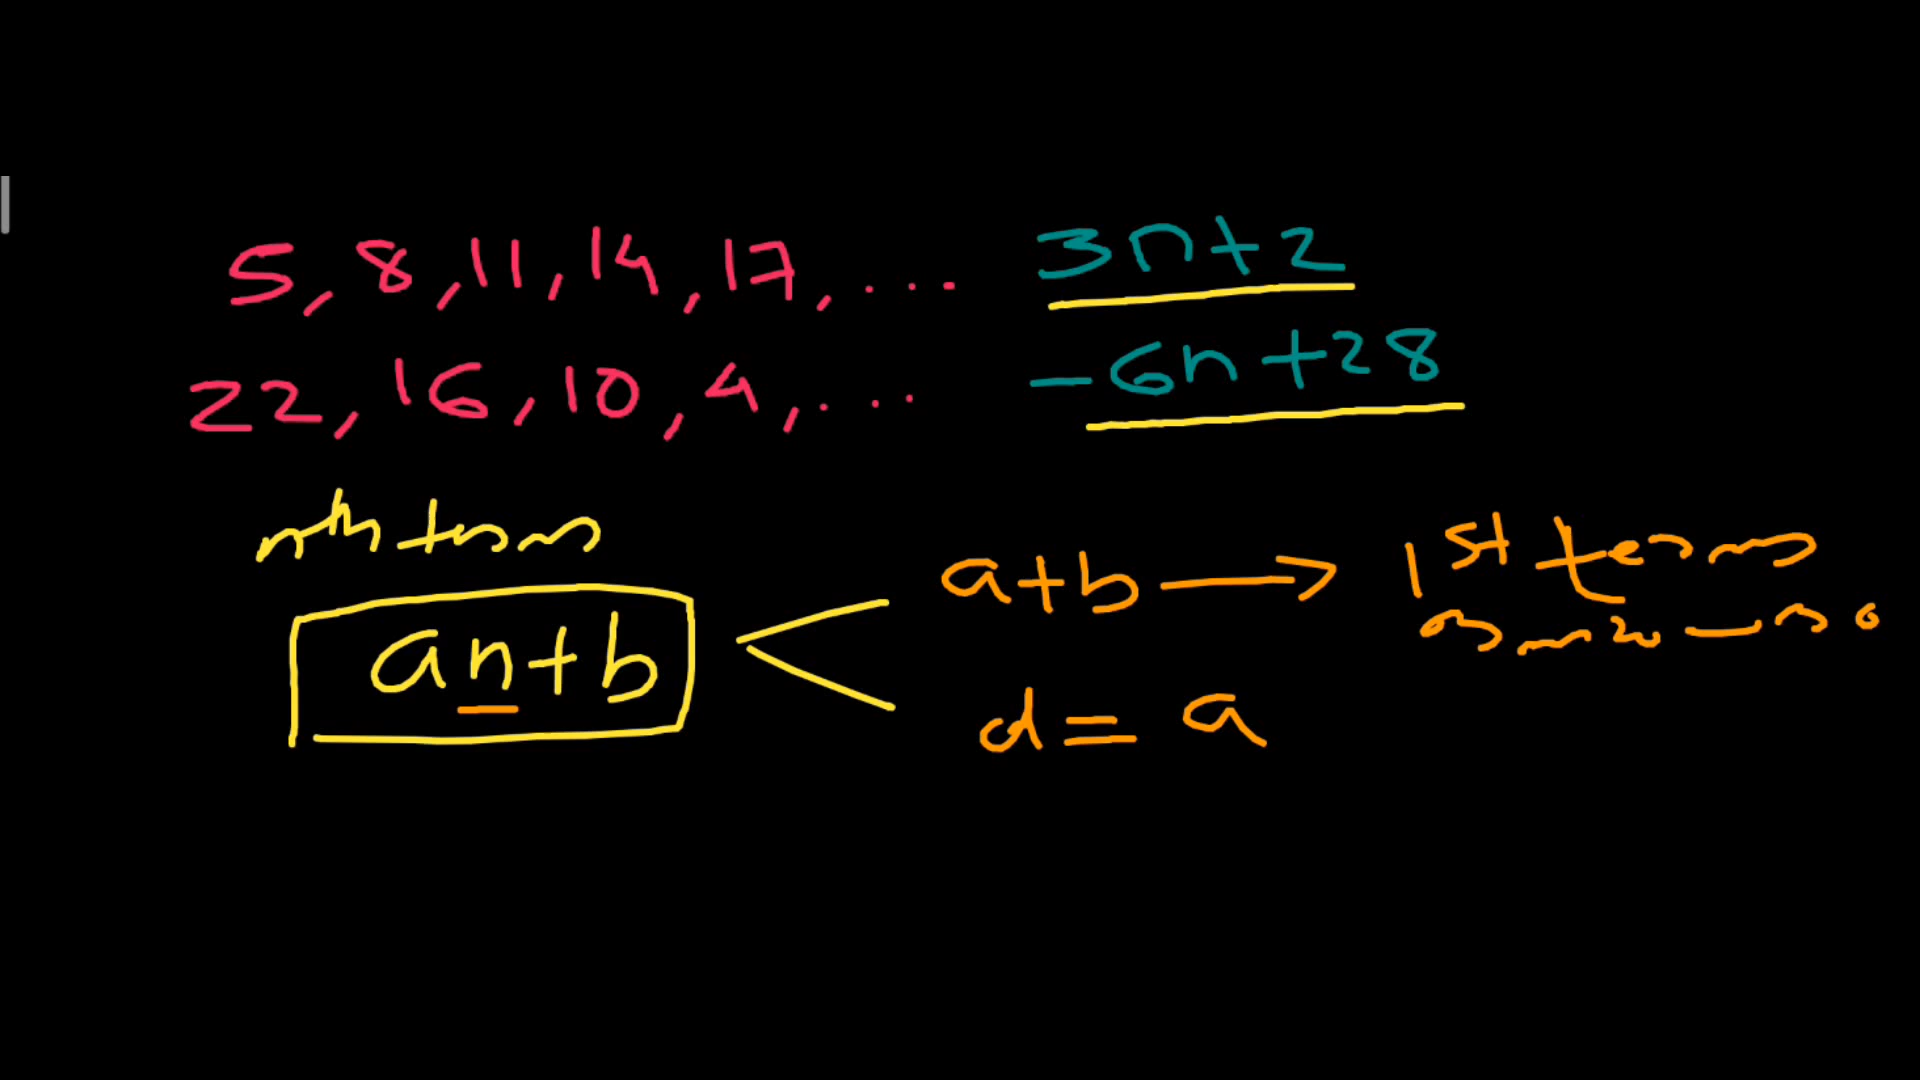 5, 8, 11, 14, 17, .... 3n+2
22, 16, 10, 4, .... -6n+28
nth term
an+b
a+b → 1st term
d = a